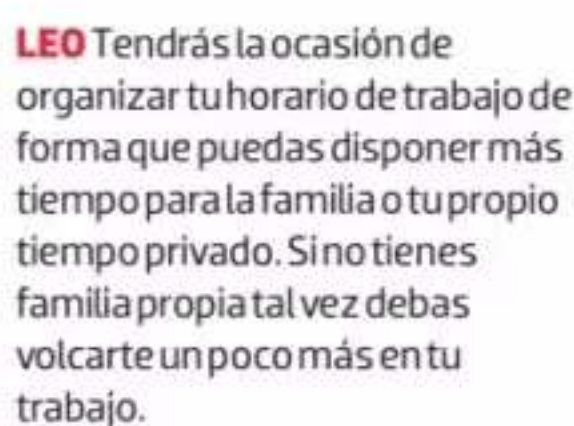 LEO Tendrás la ocasión de
organizar tu horario de trabajo de
forma que puedas disponer más
tiempo para la familia o tu propio
tiempo privado. Si no tienes
familia propia tal vez debas
volcarte un poco más en tu
trabajo.